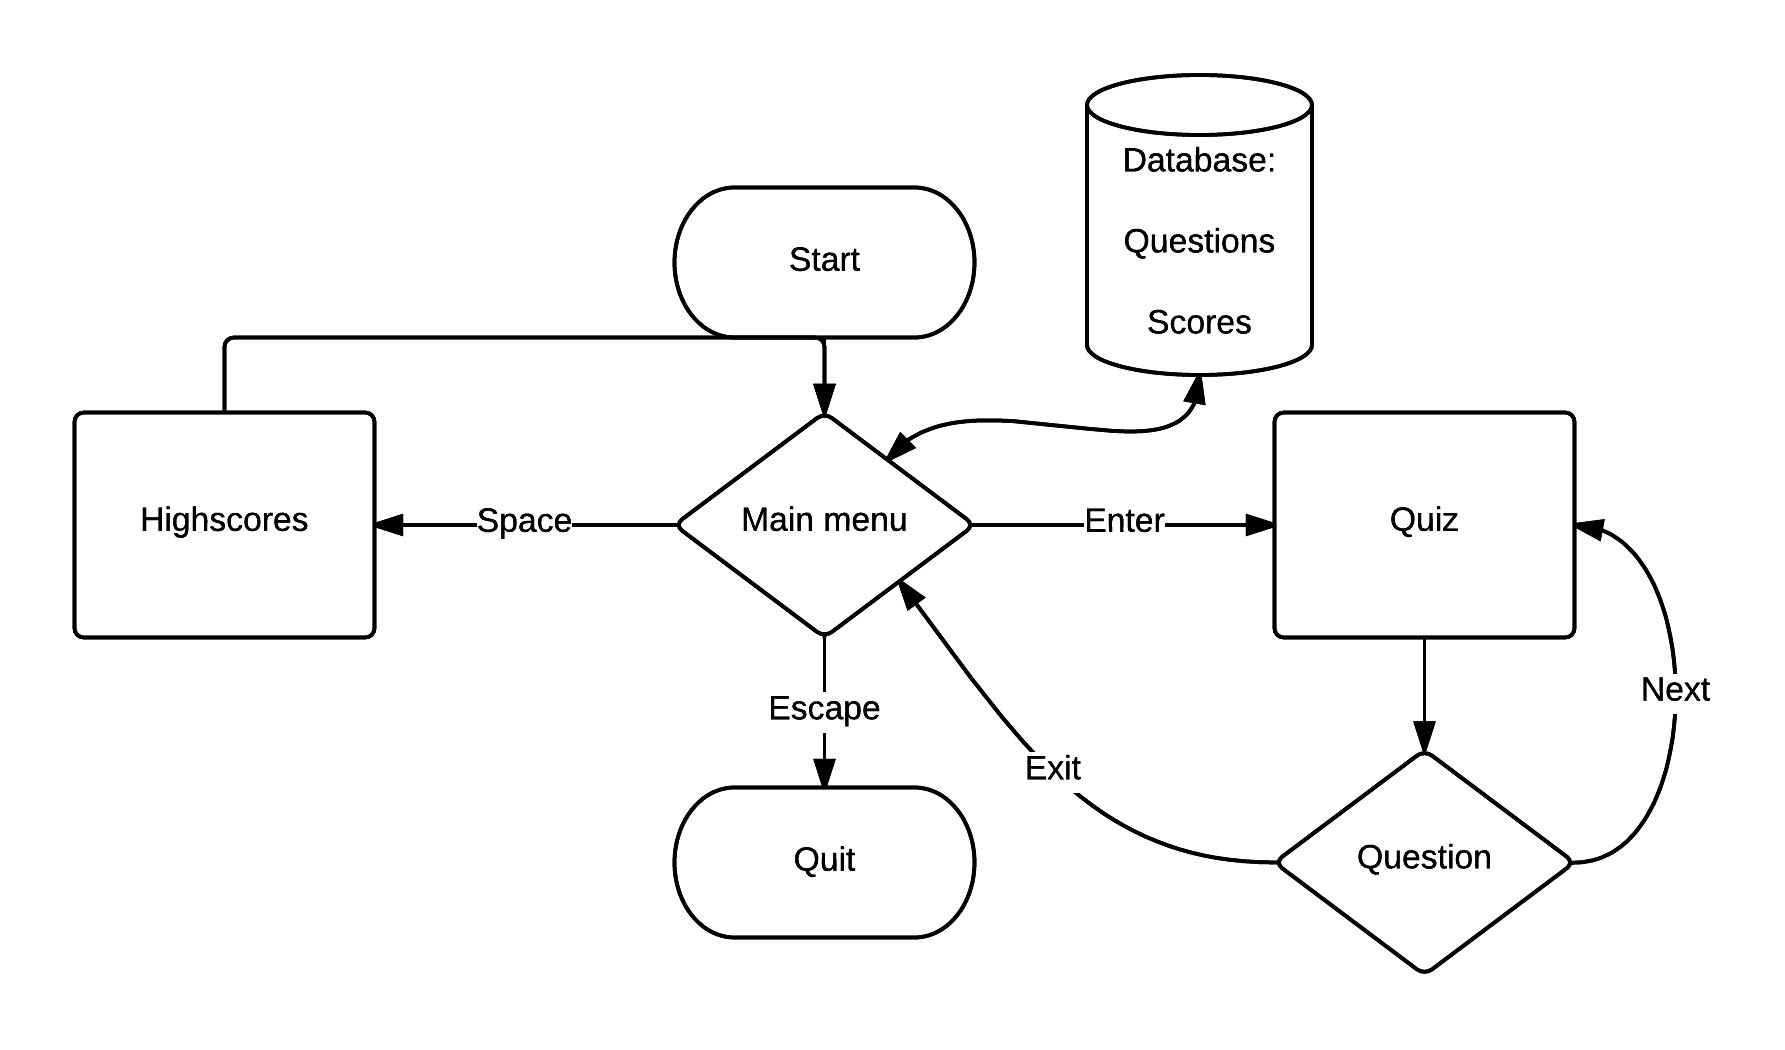 Database:
Questions
Scores
Start
Highscores
Space
Main menu
Enter
Quiz
Next
Escape
Exit
Quit
Question